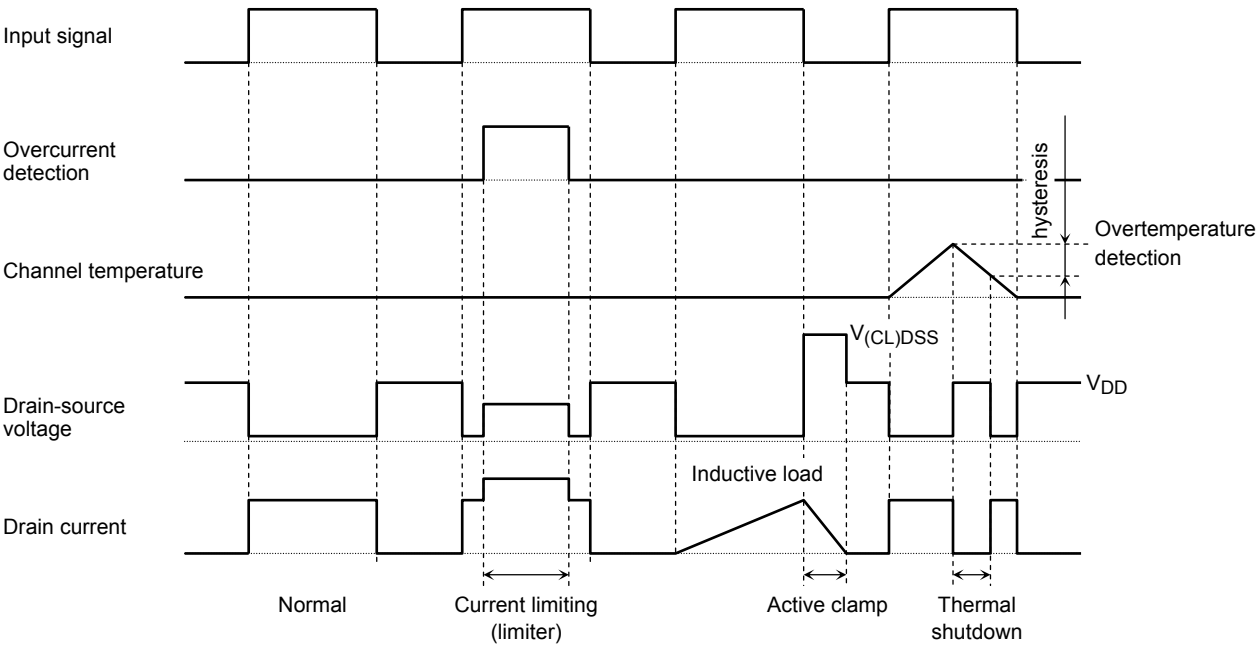 Input signal
Overcurrent
detection
hysteresis
Overtemperature
detection
Channel temperature
V(CL)DSS
VDD
Drain-source
voltage
Inductive load
Drain current
Normal
Current limiting
(limiter)
Active clamp
Thermal
shutdown